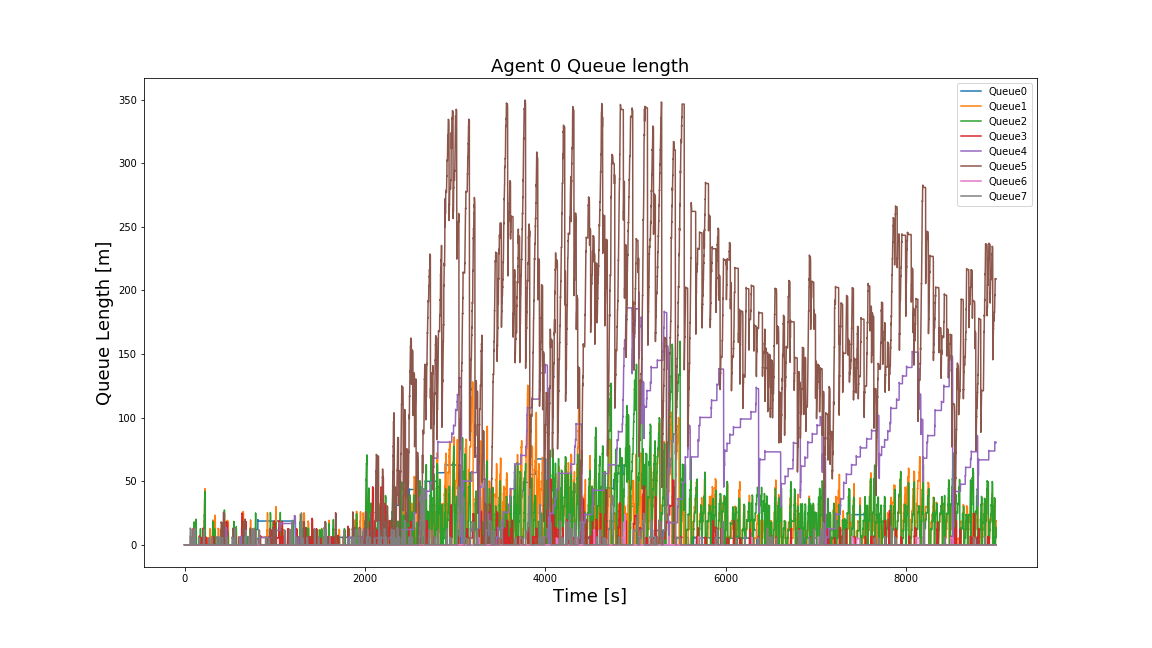 Agent 0 Queue length
Queue Length [m]
350
300
250
200
150
100
50
0
0 2000 4000 6000 8000
Time [s]
Queue0
Queue1
Queue2
Queue3
Queue4
Queue5
Queue6
Queue7